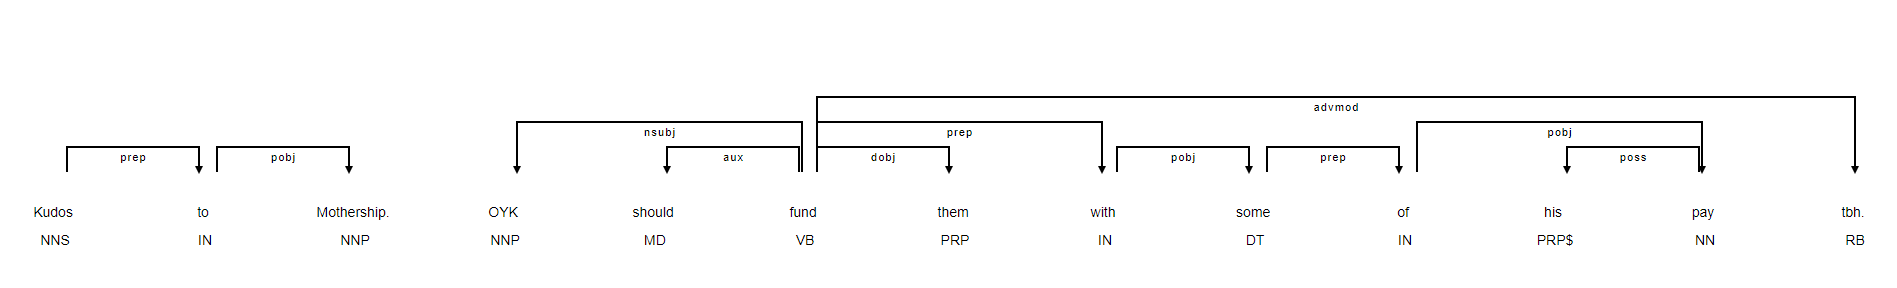 advmod
nsubj prep pobj
prep pobj aux dobj pobj prep poss
Kudos to Mothership. OYK should fund them with some of his pay tbh.
NNS IN NNP NNP MD VB PRP IN DT IN PRP$ NN RB